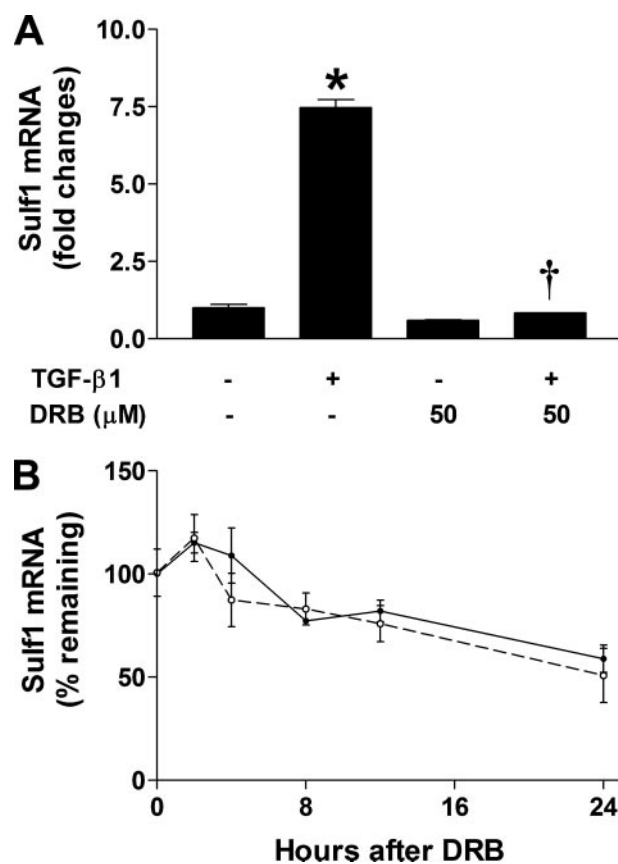 A
Sulf1 mRNA
(fold changes)
10.0
7.5
5.0
2.5
0.0
*
†
TGF-β1 - + - +
DRB (μM) - - 50 50
B
Sulf1 mRNA
(% remaining)
150
100
50
0
0 8 16 24
Hours after DRB